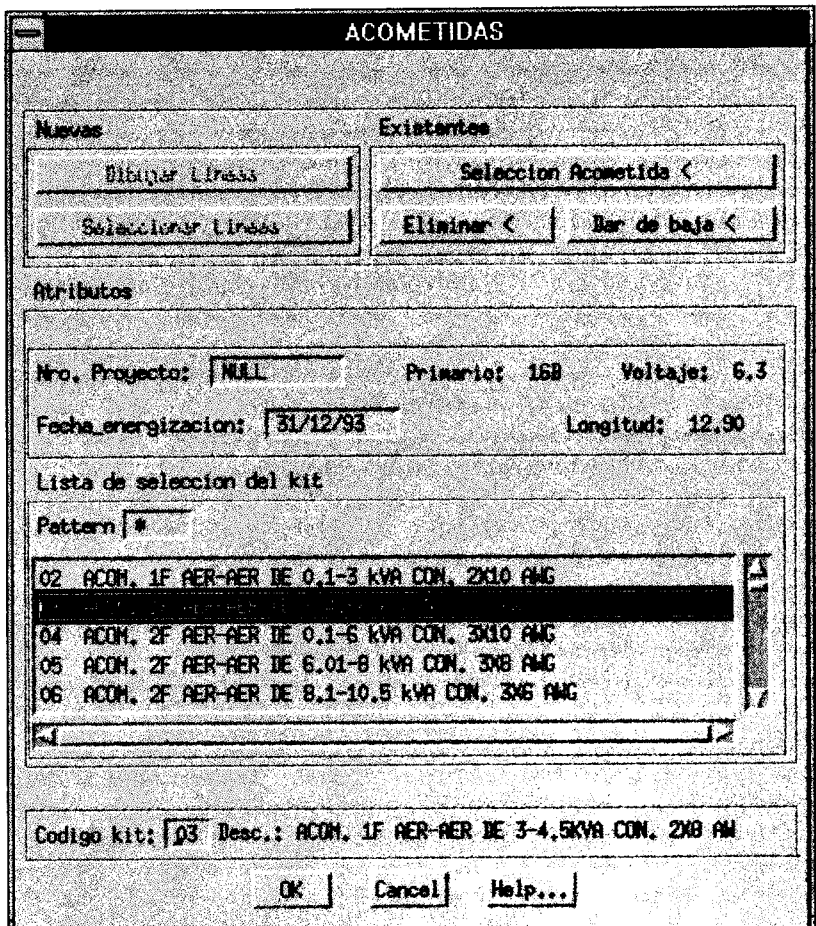 ACOMETIDAS
Nuevas
Existentes
Dibujar Lineas
Seleccion Acometida <
Seleccionar Lineas
Eliminar <
Dar de baja <
Atributos
Nro. Proyecto: NULL Primario: 16B Voltaje: 6.3
Fecha_energizacion: 31/12/93 Longitud: 12.90
Lista de seleccion del kit
Pattern *
02 ACOM. 1F AER-AER DE 0.1-3 kVA CON. 2X10 AWG
04 ACOM. 2F AER-AER DE 0.1-6 kVA CON. 3X10 AWG
05 ACOM. 2F AER-AER DE 6.01-8 kVA CON. 3X8 AWG
06 ACOM. 2F AER-AER DE 8.1-10.5 kVA CON. 3X6 AWG
Codigo kit: 03 Desc.: ACOM. 1F AER-AER DE 3-4.5KVA CON. 2X8 AW
OK Cancel Help...